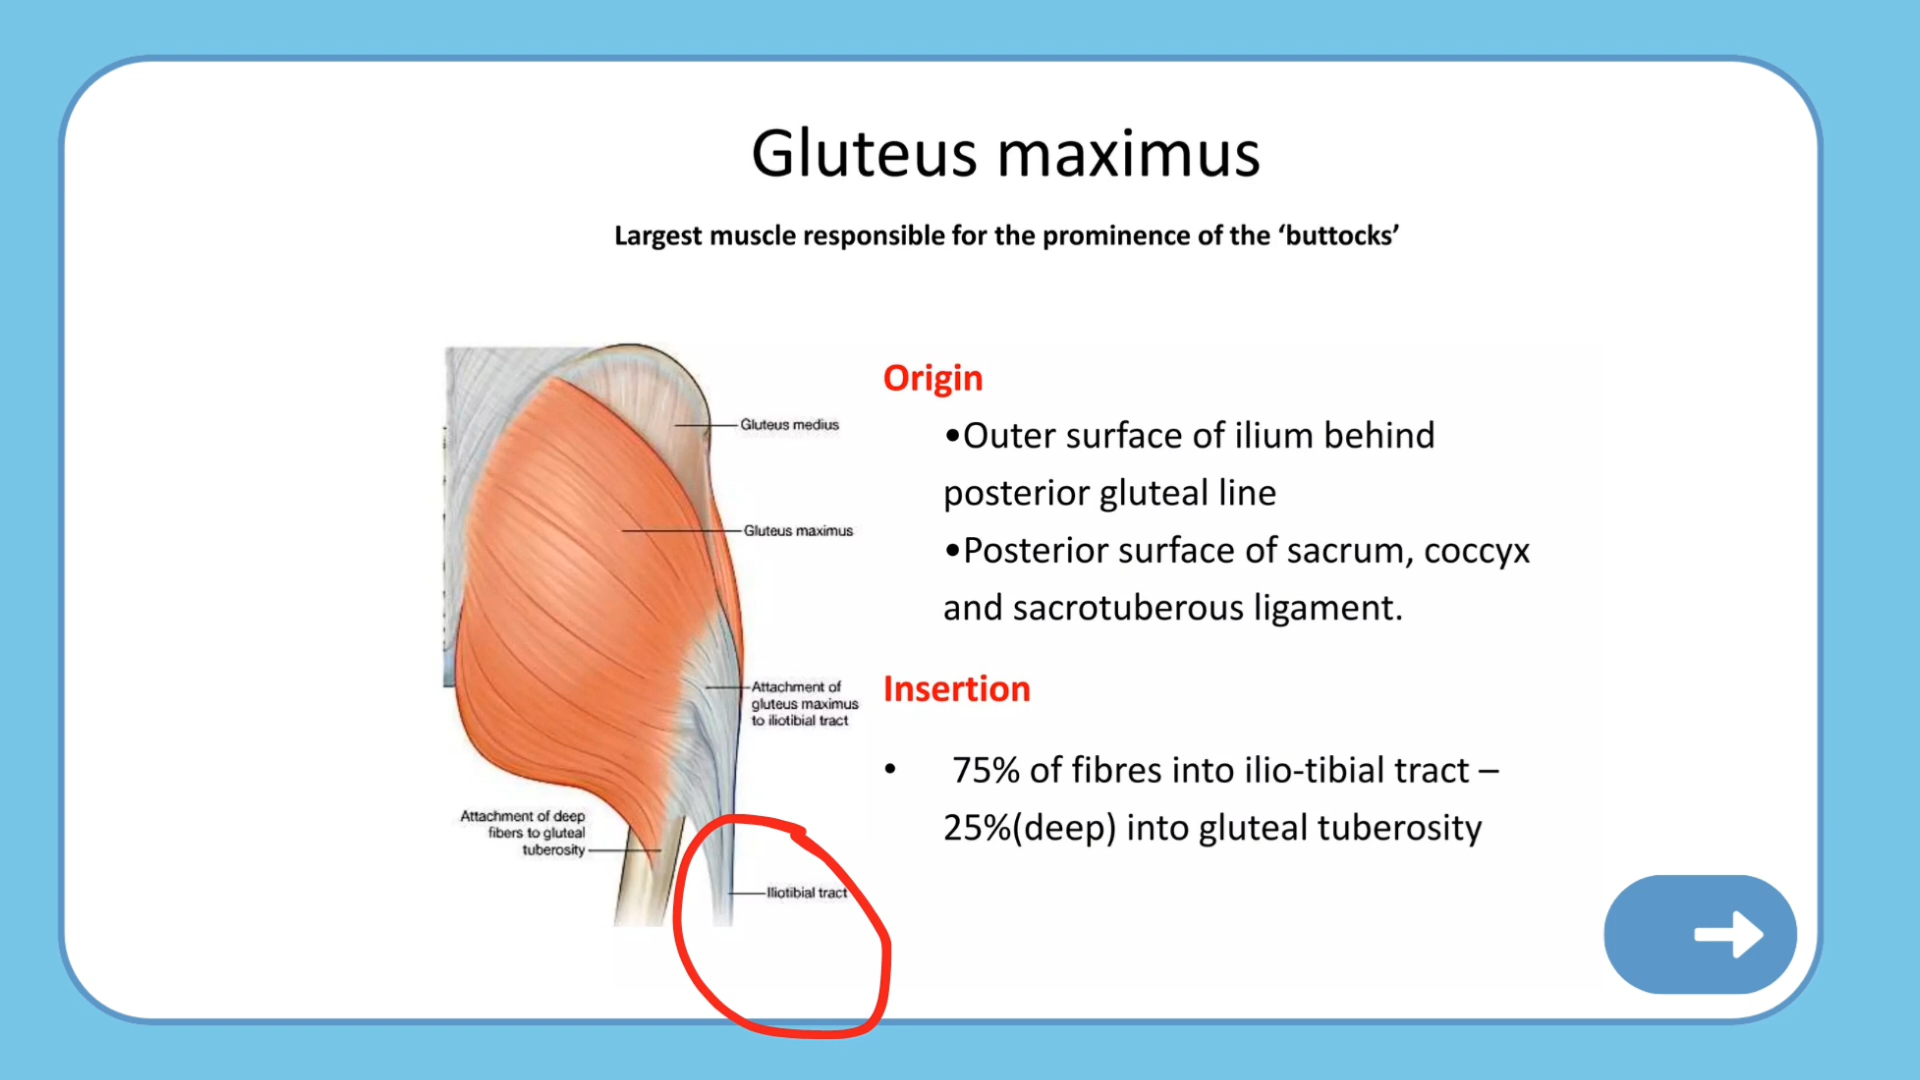 Gluteus maximus
Largest muscle responsible for the prominence of the ‘buttocks’
Gluteus medius
Gluteus maximus
Attachment of
gluteus maximus
to iliotibial tract
Attachment of deep
fibers to gluteal
tuberosity
Iliotibial tract
Origin
•Outer surface of ilium behind
posterior gluteal line
•Posterior surface of sacrum, coccyx
and sacrotuberous ligament.
Insertion
• 75% of fibres into ilio-tibial tract –
25%(deep) into gluteal tuberosity